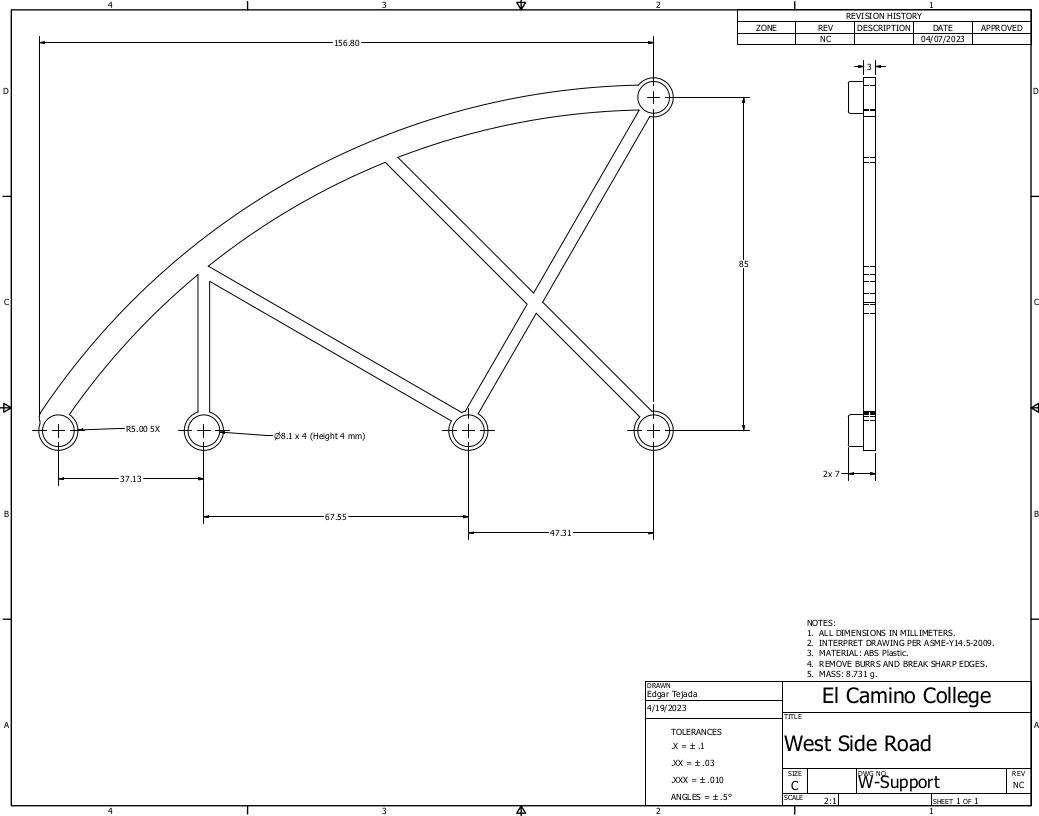 4
3
2
1
REVISION HISTORY
ZONE REV DESCRIPTION DATE APPROVED
NC 04/07/2023
156.80
3
D
D
85
C
C
R5.00 5X
Ø8.1 x 4 (Height 4 mm)
37.13
2x 7
67.55
47.31
B
B
NOTES:
1. ALL DIMENSIONS IN MILLIMETERS.
2. INTERPRET DRAWING PER ASME-Y14.5-2009.
3. MATERIAL: ABS Plastic.
4. REMOVE BURRS AND BREAK SHARP EDGES.
5. MASS: 8.731 g.
DRAWN
Edgar Tejada
4/19/2023
El Camino College
TITLE
West Side Road
A
A
TOLERANCES
.X = ± .1
.XX = ± .03
.XXX = ± .010
ANGLES = ± .5°
SIZE
C
DWG NO
W-Support
REV
NC
SCALE
2:1
SHEET 1 OF 1
4
3
2
1